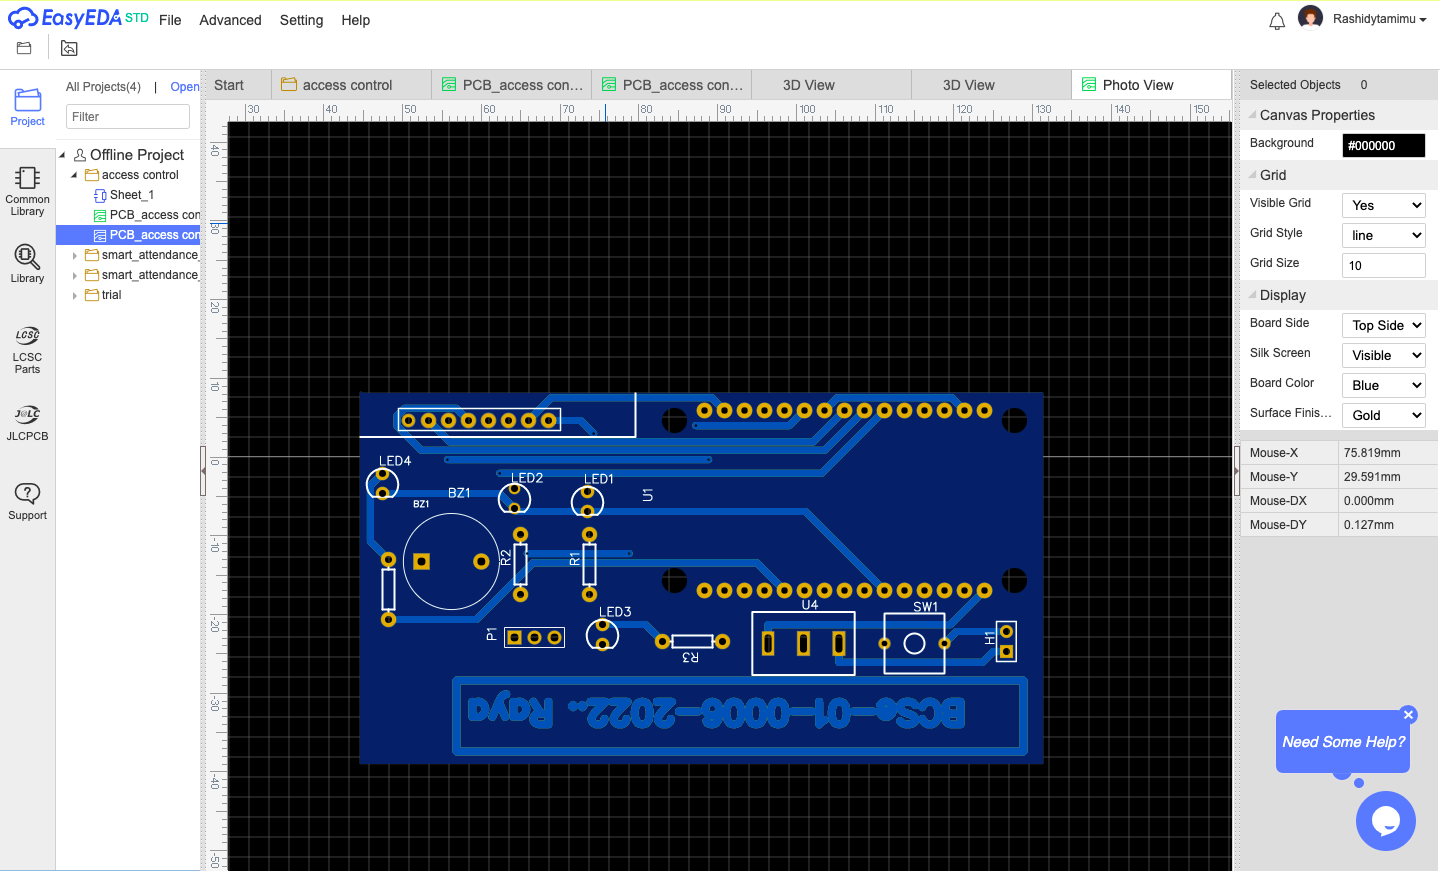 EasyEDA STD File Advanced Setting Help
Rashidytamimu
All Projects(4) | Open
Start access control PCB_access con... PCB_access con... 3D View 3D View Photo View
Selected Objects 0
Project
Filter
Offline Project
access control
Sheet_1
PCB_access con
PCB_access con
smart_attendance_
smart_attendance_
trial
Common
Library
Library
LCSC
LCSC
Parts
J@LC
JLCPCB
Support
30 40 50 60 70 80 90 100 110 120 130 140 150
40
30
20
10
0
-10
-20
-30
-40
-50
LED4
BZ1
BZ1
LED2
LED1
U1
R2
R1
P1
LED3
R3
U4
SW1
H1
BCSe-01-0008-2022.. Raya
Canvas Properties
Background #000000
Grid
Visible Grid Yes
Grid Style line
Grid Size 10
Display
Board Side Top Side
Silk Screen Visible
Board Color Blue
Surface Finis... Gold
Mouse-X 75.819mm
Mouse-Y 29.591mm
Mouse-DX 0.000mm
Mouse-DY 0.127mm
Need Some Help?